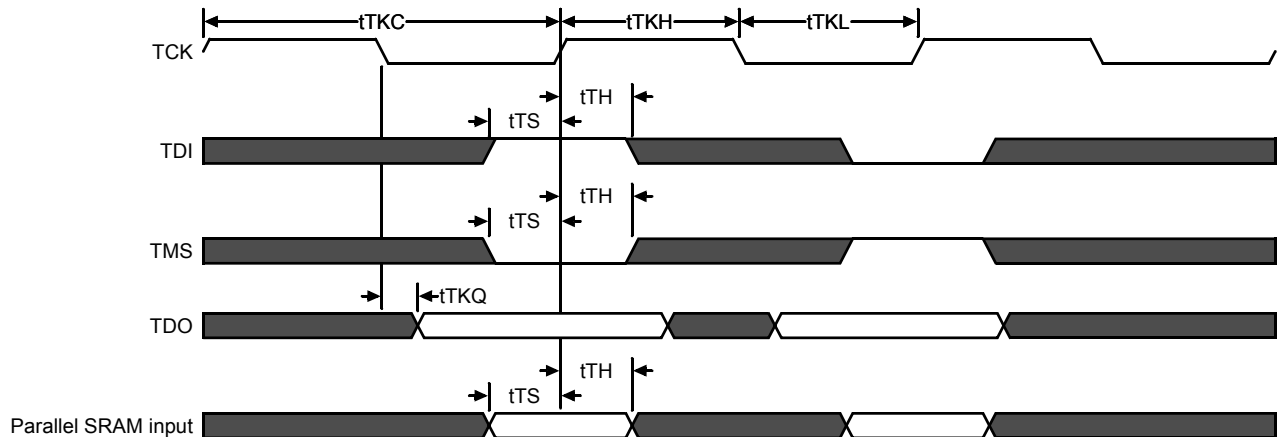 tTKC
tTKH
tTKL
TCK
tTH
tTS
TDI
tTH
tTS
TMS
tTKQ
TDO
tTH
tTS
Parallel SRAM input